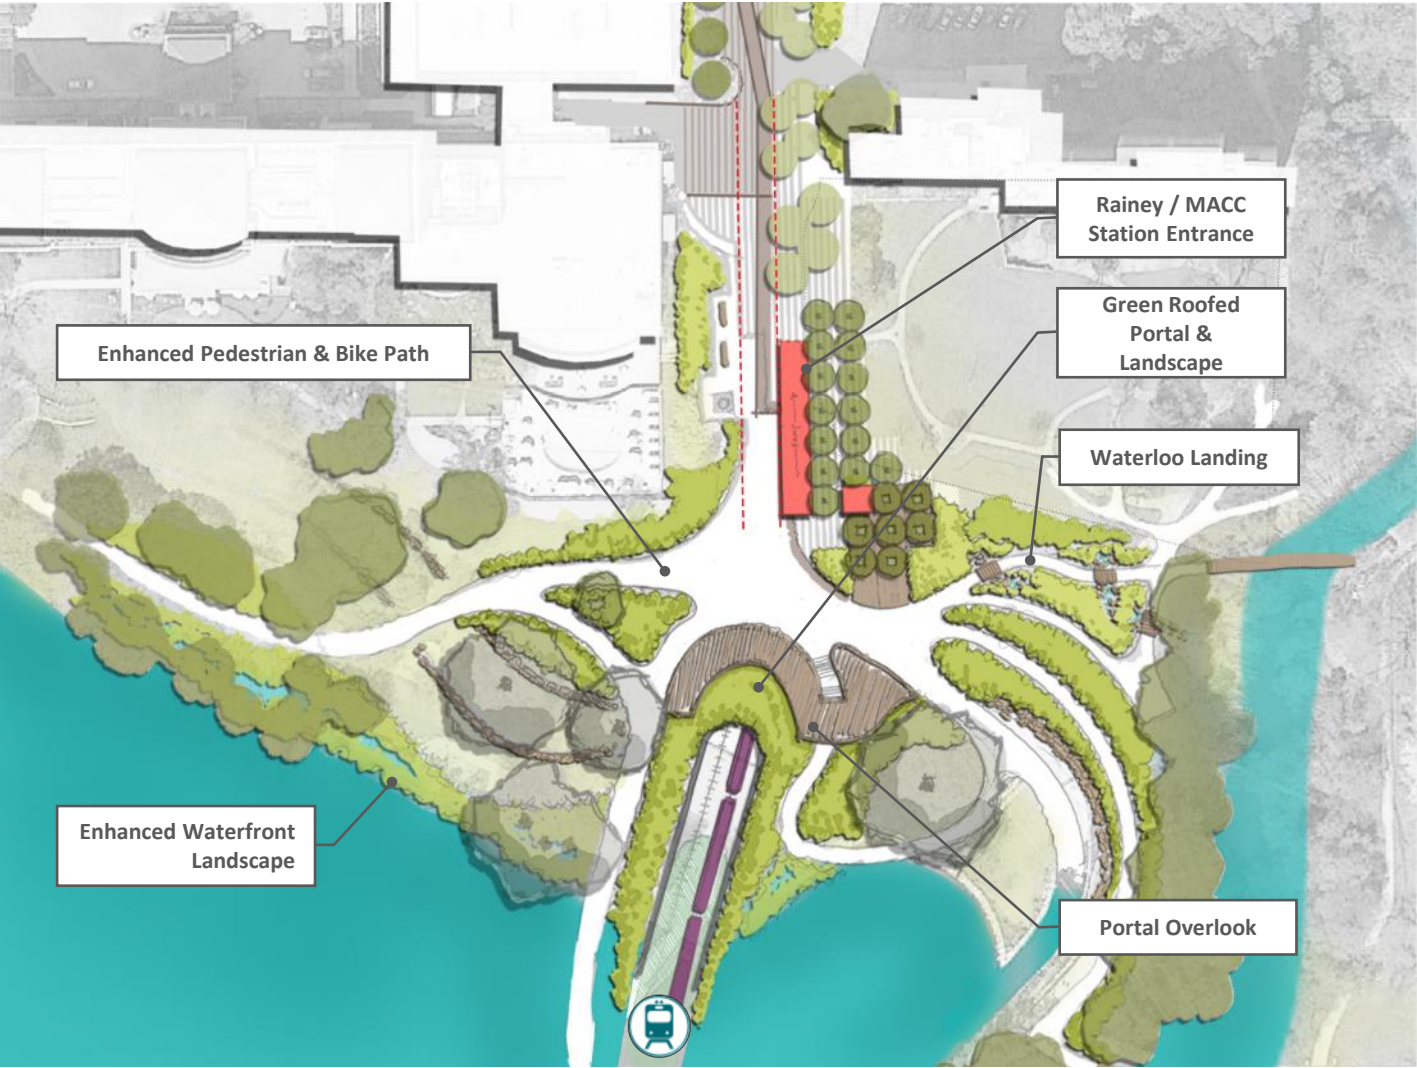 Rainey / MACC
Station Entrance
Green Roofed
Portal &
Landscape
Enhanced Pedestrian & Bike Path
Waterloo Landing
Enhanced Waterfront
Landscape
Portal Overlook